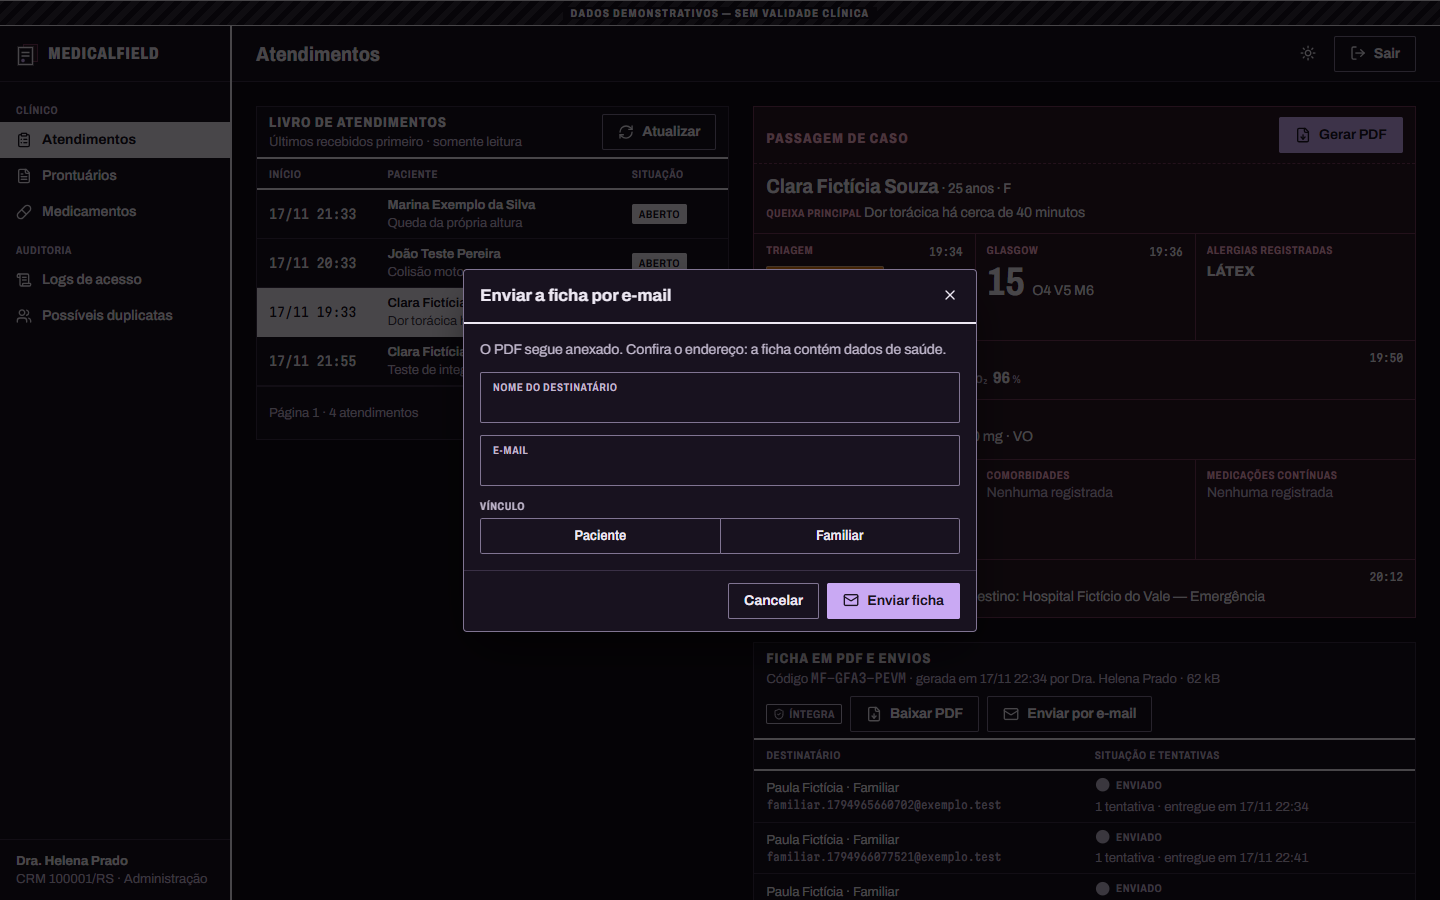 DADOS DEMONSTRATIVOS — SEM VALIDADE CLÍNICA
MEDICALFIELD
Atendimentos
Sair
CLÍNICO
Atendimentos
Prontuários
Medicamentos
AUDITORIA
Logs de acesso
Possíveis duplicatas
Dra. Helena Prado
CRM 100001/RS · Administração
LIVRO DE ATENDIMENTOS
Últimos recebidos primeiro · somente leitura
Atualizar
INÍCIO PACIENTE SITUAÇÃO
17/11 21:33 Marina Exemplo da Silva ABERTO
Queda da própria altura
17/11 20:33 João Teste Pereira ABERTO
Colisão
17/11 19:33 Clara
Dor torácica
17/11 21:55 Clara
Teste de
Página 1 · 4 atendimentos
PASSAGEM DE CASO
Gerar PDF
Clara Fictícia Souza · 25 anos · F
QUEIXA PRINCIPAL Dor torácica há cerca de 40 minutos
TRIAGEM 19:34
GLASGOW 19:36
15 O4 V5 M6
ALERGIAS REGISTRADAS
LÁTEX
19:50
96 %
mg · VO
COMORBIDADES
Nenhuma registrada
MEDICAÇÕES CONTÍNUAS
Nenhuma registrada
20:12
Hospital Fictício do Vale — Emergência
Enviar a ficha por e-mail
O PDF segue anexado. Confira o endereço: a ficha contém dados de saúde.
NOME DO DESTINATÁRIO
E-MAIL
VÍNCULO
Paciente Familiar
Cancelar Enviar ficha
FICHA EM PDF E ENVIOS
Código MF-GFA3-PEVM · gerada em 17/11 22:34 por Dra. Helena Prado · 62 kB
ÍNTEGRA Baixar PDF Enviar por e-mail
DESTINATÁRIO SITUAÇÃO E TENTATIVAS
Paula Fictícia · Familiar ENVIADO
familiar.1794965660702@exemplo.test 1 tentativa · entregue em 17/11 22:34
Paula Fictícia · Familiar ENVIADO
familiar.1794966077521@exemplo.test 1 tentativa · entregue em 17/11 22:41
Paula Fictícia · Familiar ENVIADO